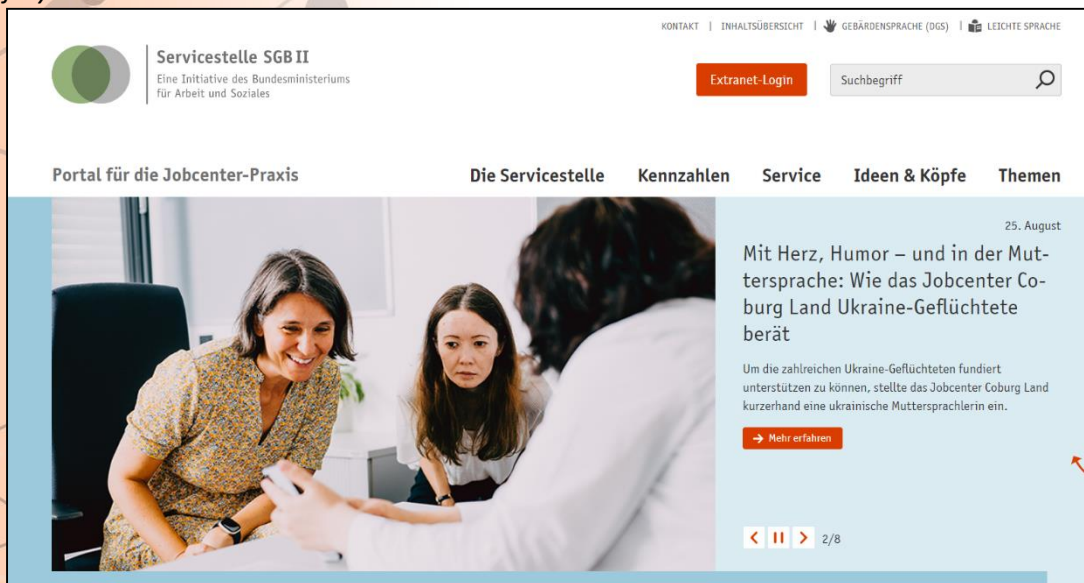 KONTAKT | INHALTSÜBERSICHT | GEBÄRDENSPRACHE (DGS) | LEICHTE SPRACHE
Servicestelle SGB II
Eine Initiative des Bundesministeriums
für Arbeit und Soziales
Extranet-Login
Suchbegriff
Portal für die Jobcenter-Praxis
Die Servicestelle Kennzahlen Service Ideen & Köpfe Themen
25. August
Mit Herz, Humor – und in der Mut-
tersprache: Wie das Jobcenter Co-
burg Land Ukraine-Geflüchtete
berät
Um die zahlreichen Ukraine-Geflüchteten fundiert
unterstützen zu können, stellte das Jobcenter Coburg Land
kurzerhand eine ukrainische Muttersprachlerin ein.
→ Mehr erfahren
2/8